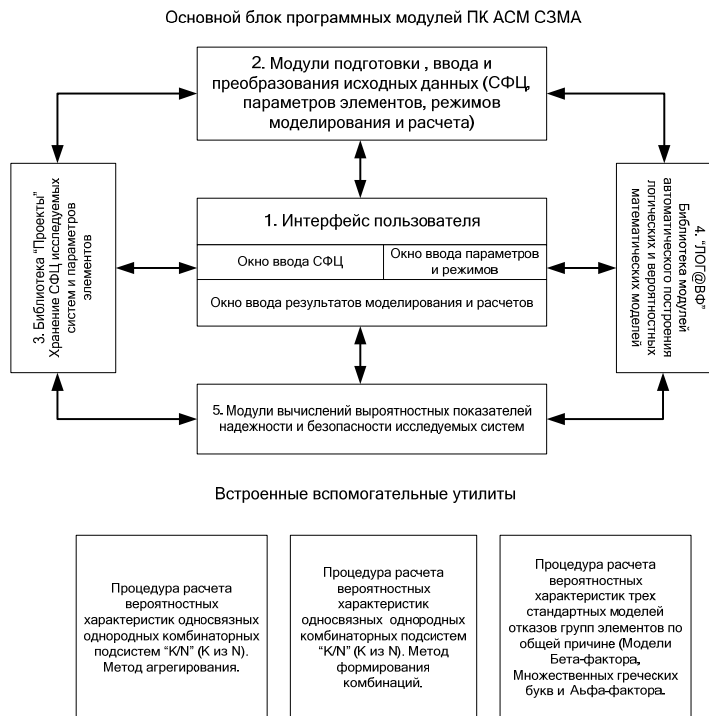 Основной блок программных модулей ПК АСМ СЗМА
2. Модули подготовки , ввода и
преобразования исходных данных (СФЦ,
параметров элементов, режимов
моделирования и расчета)
3. Библиотека "Проекты"
Хранение СФЦ исследуемых
систем и параметров
элементов
1. Интерфейс пользователя
Окно ввода СФЦ
Окно ввода параметров
и режимов
Окно ввода результатов моделирования и расчетов
4. "ЛОГ@ВФ"
Библиотека модулей
автоматического построения
логических и вероятностных
математических моделей
5. Модули вычислений выроятностных показателей
надежности и безопасности исследуемых систем
Встроенные вспомогательные утилиты
Процедура расчета
вероятностных
характеристик односвязных
однородных комбинаторных
подсистем "K/N" (K из N).
Метод агрегирования.
Процедура расчета
вероятностных
характеристик
односвязных однородных
комбинаторных подсистем
"K/N" (K из N). Метод
формирования
комбинаций.
Процедура расчета
вероятностных
характеристик трех
стандартных моделей
отказов групп элементов по
общей причине (Модели
Бета-фактора,
Множественных греческих
букв и Аьфа-фактора.